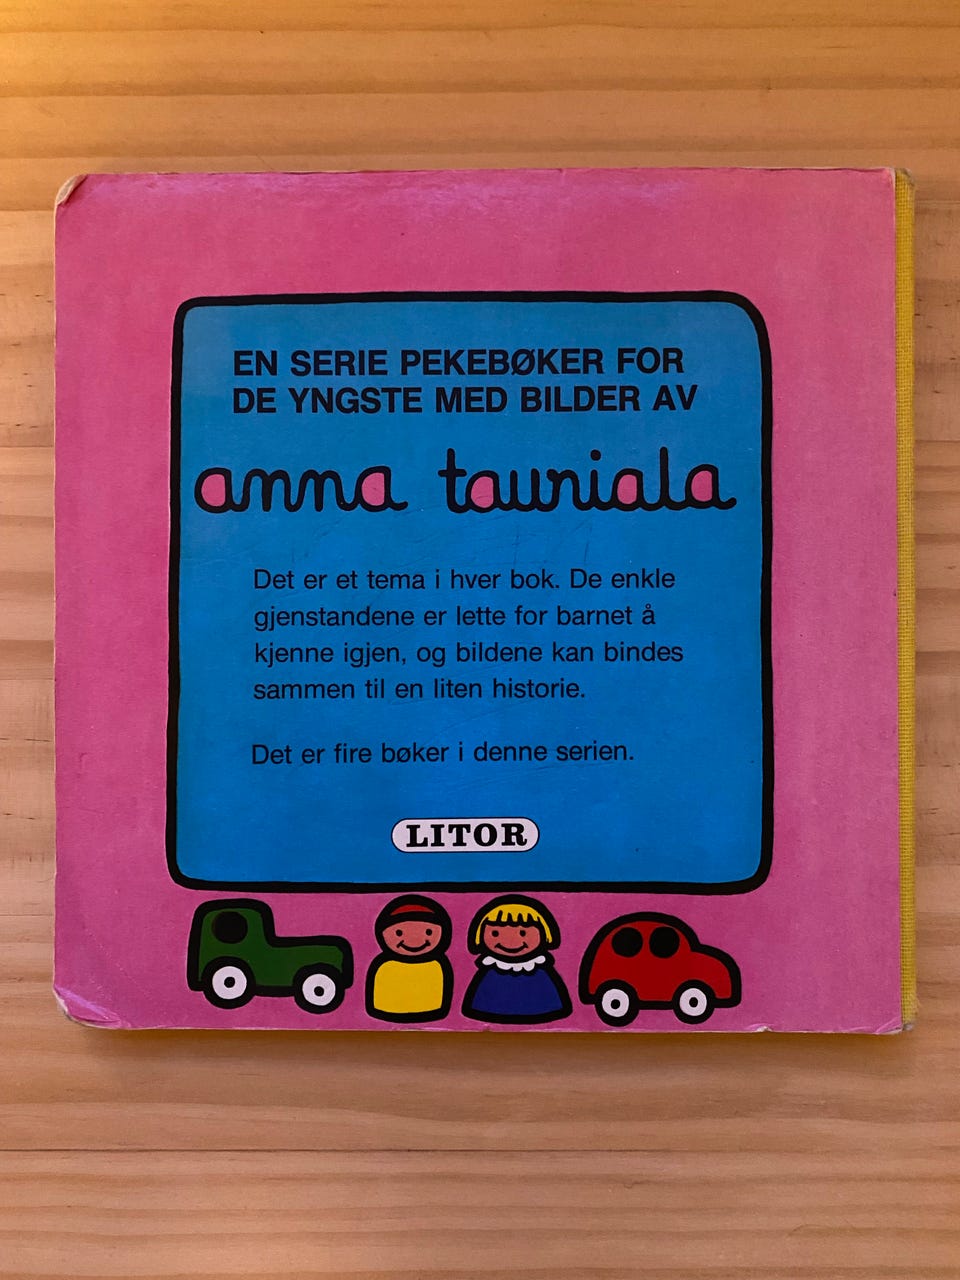 EN SERIE PEKEBØKER FOR
DE YNGSTE MED BILDER AV
anna tauriala
Det er et tema i hver bok. De enkle
gjenstandene er lette for barnet å
kjenne igjen, og bildene kan bindes
sammen til en liten historie.
Det er fire bøker i denne serien.
LITOR